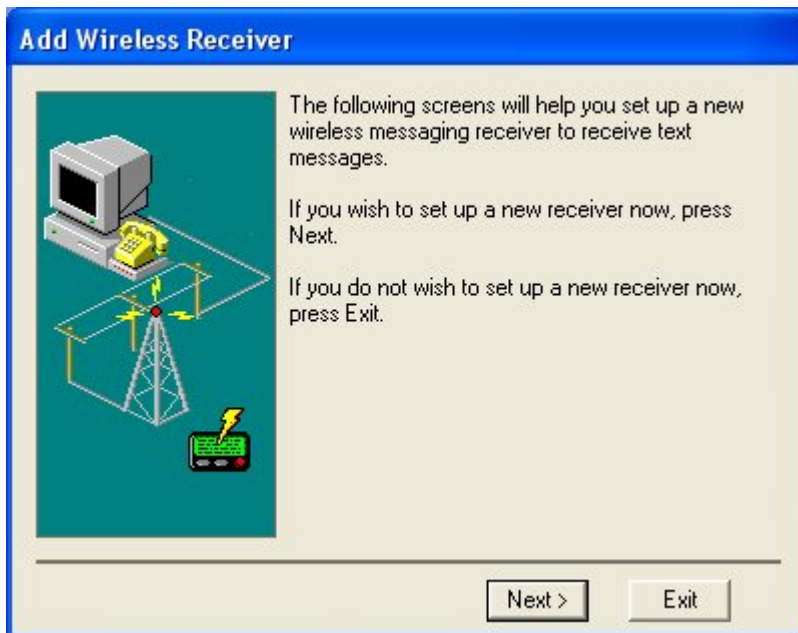 Add Wireless Receiver
The following screens will help you set up a new
wireless messaging receiver to receive text
messages.
If you wish to set up a new receiver now, press
Next.
If you do not wish to set up a new receiver now,
press Exit.
Next >
Exit